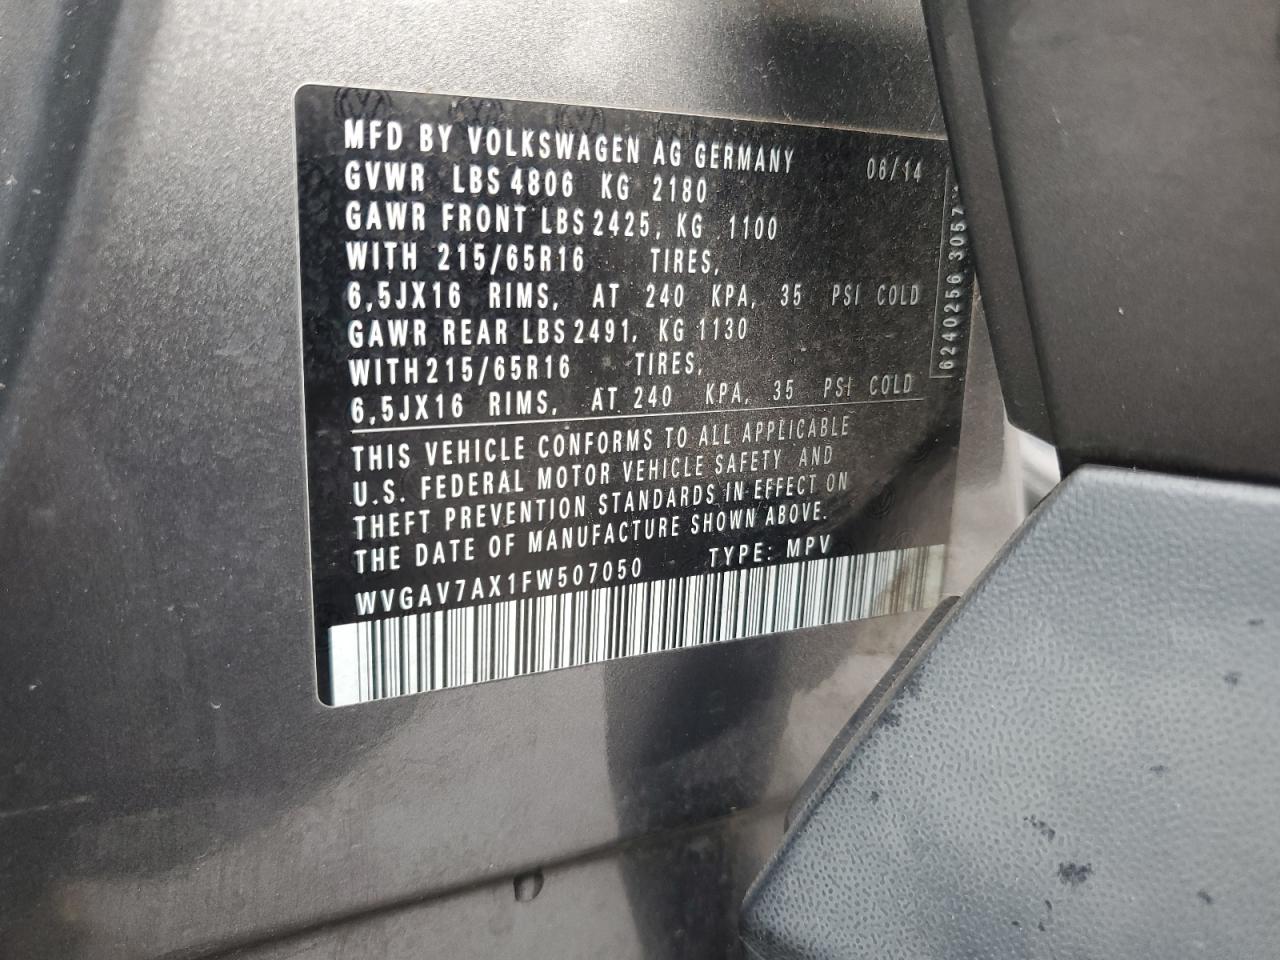 MFD BY VOLKSWAGEN AG GERMANY 06/14
GVWR LBS 4806 KG 2180
GAWR FRONT LBS 2425, KG 1100
WITH 215/65R16 TIRES,
6,5JX16 RIMS, AT 240 KPA, 35 PSI COLD
GAWR REAR LBS 2491, KG 1130
WITH 215/65R16 TIRES,
6,5JX16 RIMS, AT 240 KPA, 35 PSI COLD
THIS VEHICLE CONFORMS TO ALL APPLICABLE
U.S. FEDERAL MOTOR VEHICLE SAFETY AND
THEFT PREVENTION STANDARDS IN EFFECT ON
THE DATE OF MANUFACTURE SHOWN ABOVE.
WVGAV7AX1FW507050 TYPE: MPV
6240256 3057